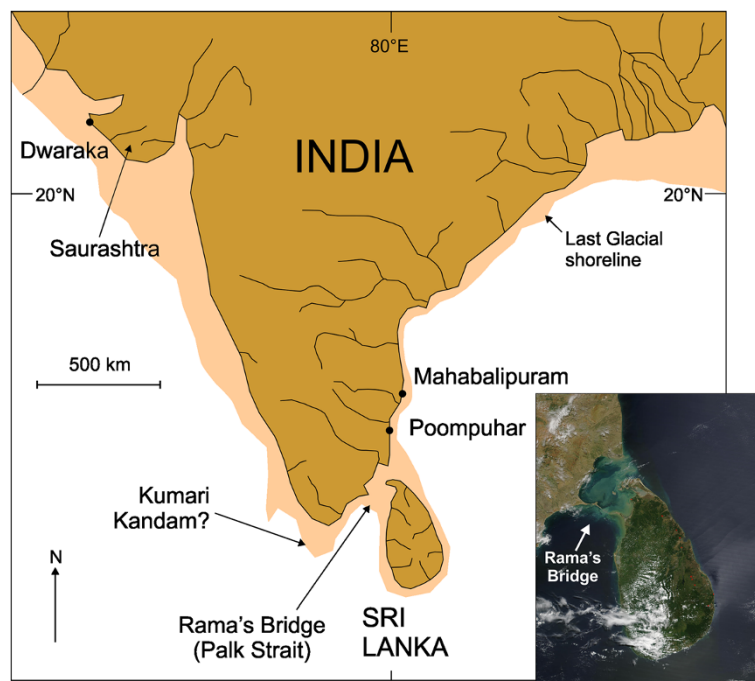 80°E
INDIA
Dwaraka
20°N
20°N
Saurashtra
Last Glacial
shoreline
500 km
Mahabalipuram
Poompuhar
Kumari
Kandam?
N
Rama’s Bridge
(Palk Strait)
SRI
LANKA
Rama’s
Bridge